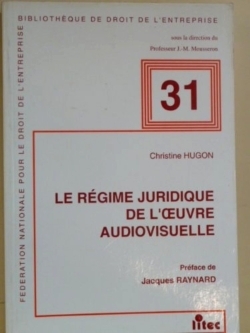 BIBLIOTHÈQUE DE DROIT DE L'ENTREPRISE
sous la direction du
Professeur J. M. Mousseron
31
Christine HUGON
LE RÉGIME JURIDIQUE
DE L'ŒUVRE
AUDIOVISUELLE
Préface de
Jacques RAYNARD
litec
FEDERATION NATIONALE POUR LE DROIT DE L'ENTREPRISE